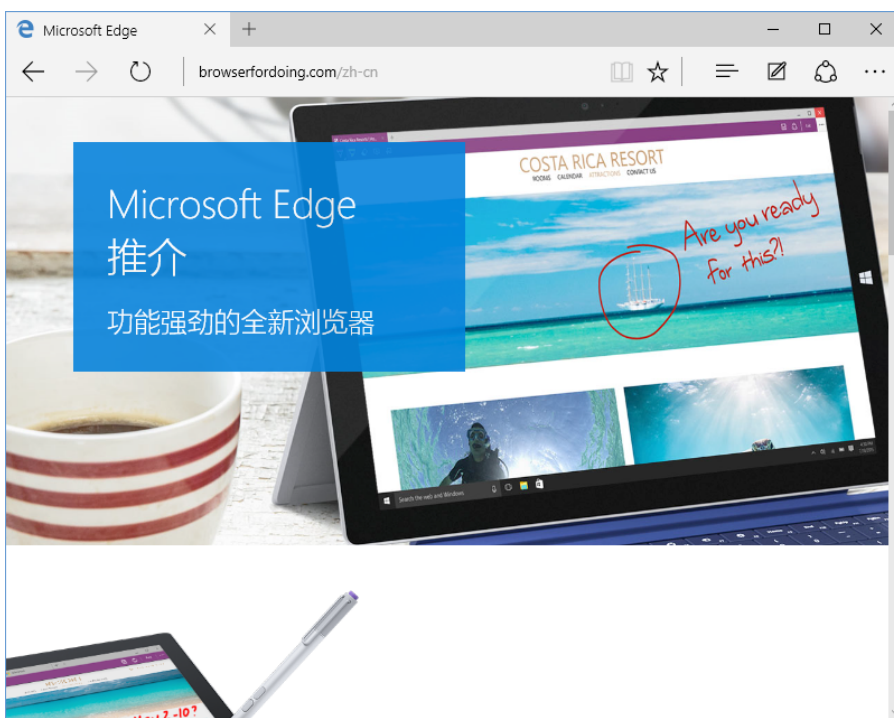 Microsoft Edge
browserfordoing.com/zh-cn
Microsoft Edge
推介
功能强劲的全新浏览器
COSTA RICA RESORT
ROOMS CALENDAR ATTRACTIONS CONTACT US
Are you ready
for this?!
Search the web and Windows